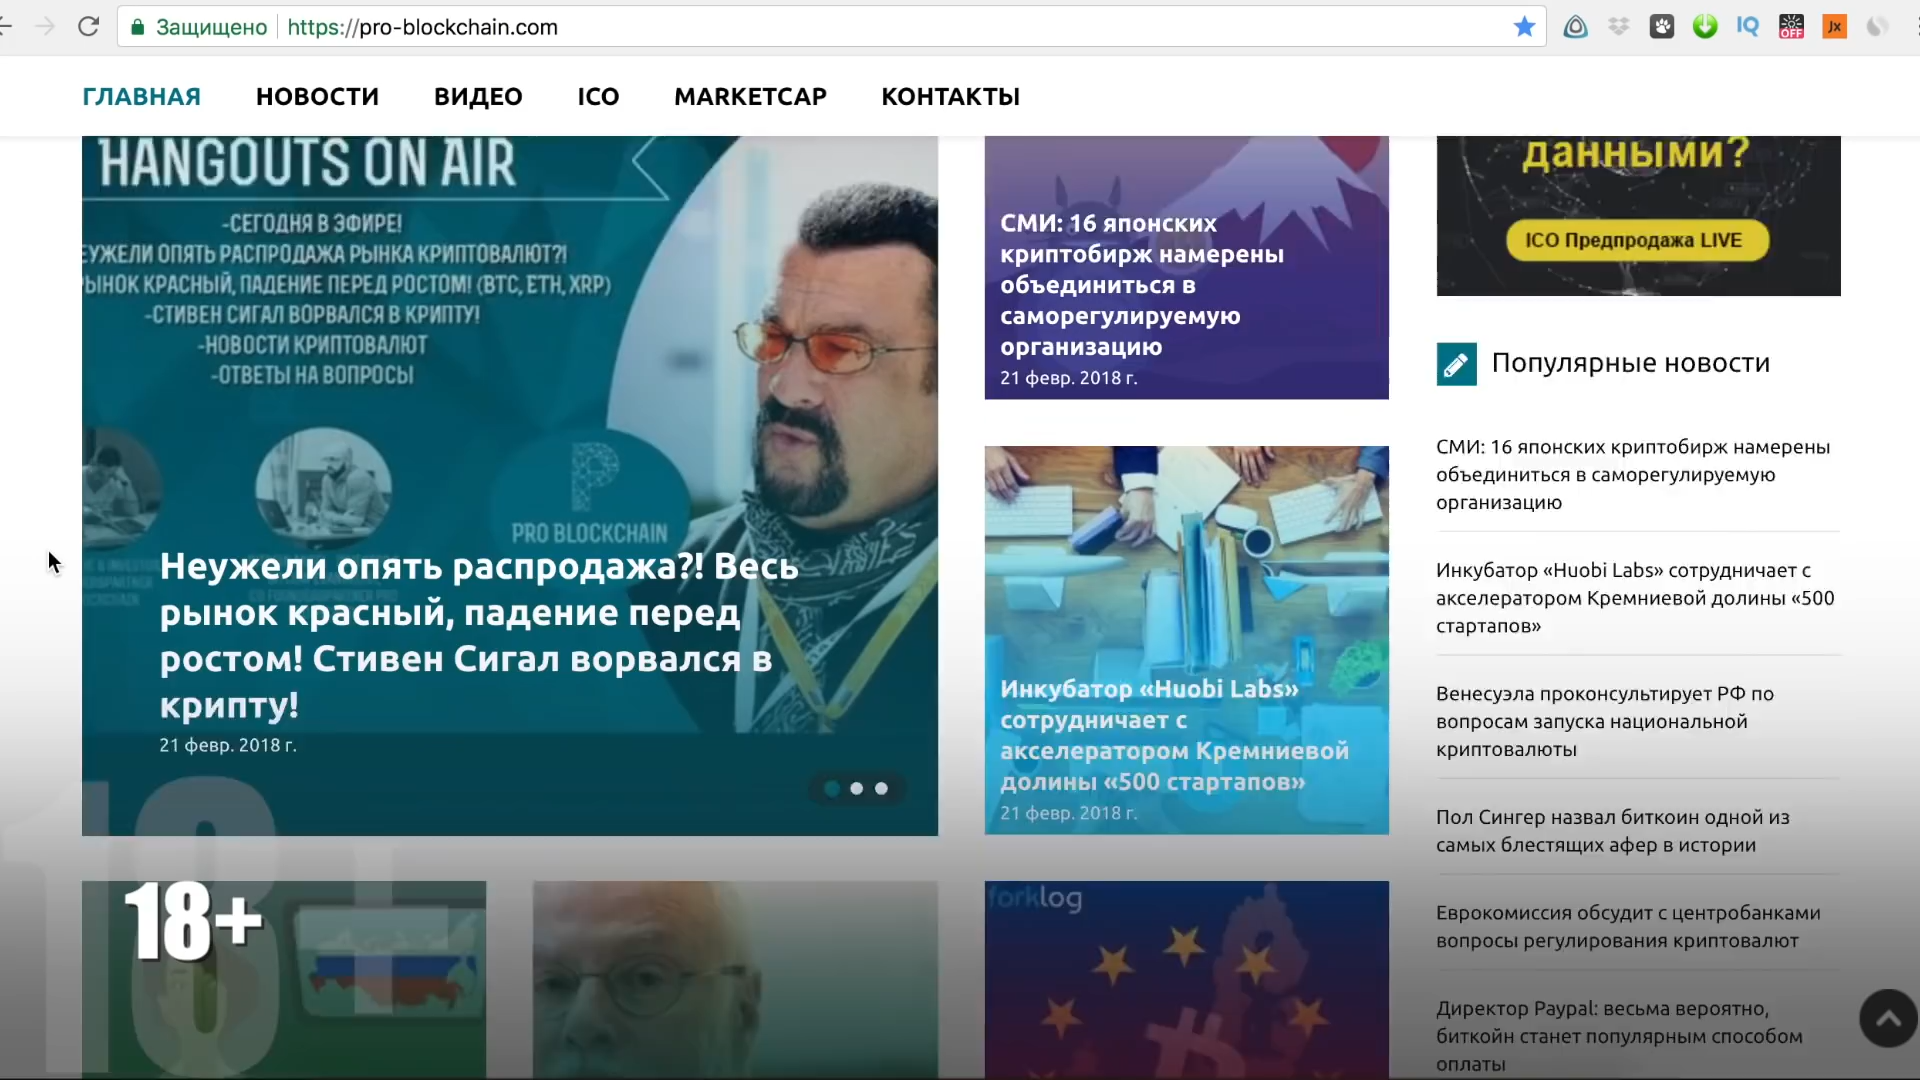 Защищено
https://pro-blockchain.com
IQ
OFF
Jx
ГЛАВНАЯ
НОВОСТИ
ВИДЕО
ICO
MARKETCAP
КОНТАКТЫ
HANGOUTS ON AIR
-СЕГОДНЯ В ЭФИРЕ!
ЕУЖЕЛИ ОПЯТЬ РАСПРОДАЖА РЫНКА КРИПТОВАЛЮТ?!
ЫНОК КРАСНЫЙ, ПАДЕНИЕ ПЕРЕД РОСТОМ! (BTC, ETH, XRP)
-СТИВЕН СИГАЛ ВОРВАЛСЯ В КРИПТУ!
-НОВОСТИ КРИПТОВАЛЮТ
-ОТВЕТЫ НА ВОПРОСЫ
PRO BLOCKCHAIN
Неужели опять распродажа?! Весь
рынок красный, падение перед
ростом! Стивен Сигал ворвался в
крипту!
21 февр. 2018 г.
18+
СМИ: 16 японских
криптобирж намерены
объединиться в
саморегулируемую
организацию
21 февр. 2018 г.
Инкубатор «Huobi Labs»
сотрудничает с
акселератором Кремниевой
долины «500 стартапов»
21 февр. 2018 г.
forklog
данными?
ICO Предпродажа LIVE
Популярные новости
СМИ: 16 японских криптобирж намерены
объединиться в саморегулируемую
организацию
Инкубатор «Huobi Labs» сотрудничает с
акселератором Кремниевой долины «500
стартапов»
Венесуэла проконсультирует РФ по
вопросам запуска национальной
криптовалюты
Пол Сингер назвал биткоин одной из
самых блестящих афер в истории
Еврокомиссия обсудит с центробанками
вопросы регулирования криптовалют
Директор Paypal: весьма вероятно,
биткойн станет популярным способом
оплаты